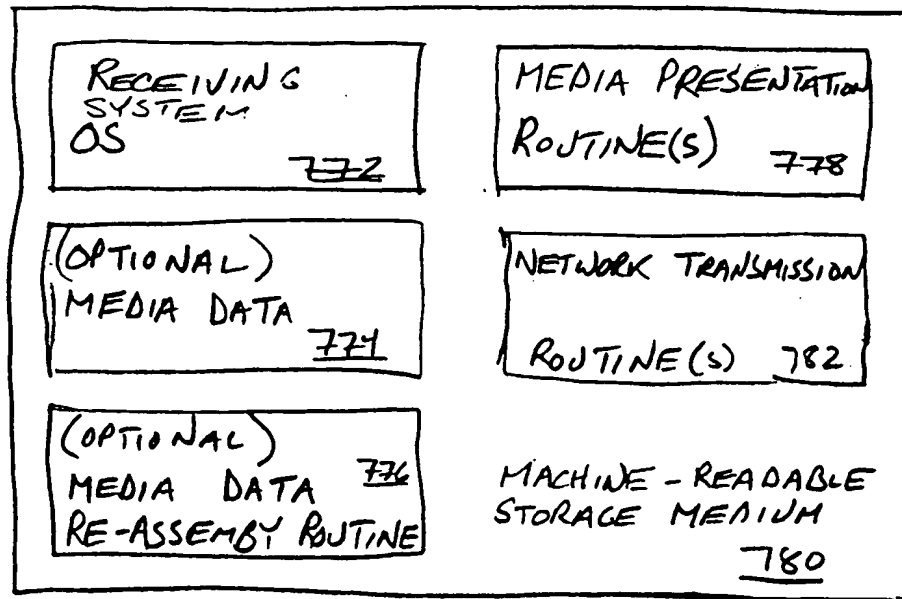 RECEIVING
SYSTEM
OS
772
MEDIA PRESENTATION
ROUTINE(S) 778
(OPTIONAL)
MEDIA DATA
774
NETWORK TRANSMISSION
ROUTINE(S) 782
(OPTIONAL)
MEDIA DATA 776
RE-ASSEMBY ROUTINE
MACHINE-READABLE
STORAGE MEDIUM
780